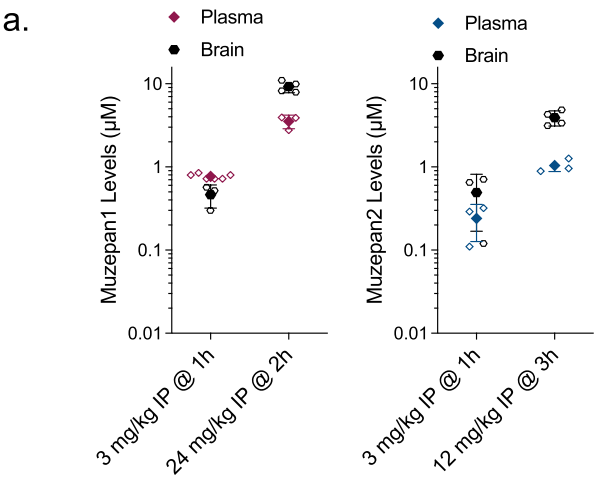 a.
Plasma
Brain
Muzepan1 Levels (μM)
10
1
0.1
0.01
3 mg/kg IP @ 1h
24 mg/kg IP @ 2h
Plasma
Brain
Muzepan2 Levels (μM)
10
1
0.1
0.01
3 mg/kg IP @ 1h
12 mg/kg IP @ 3h